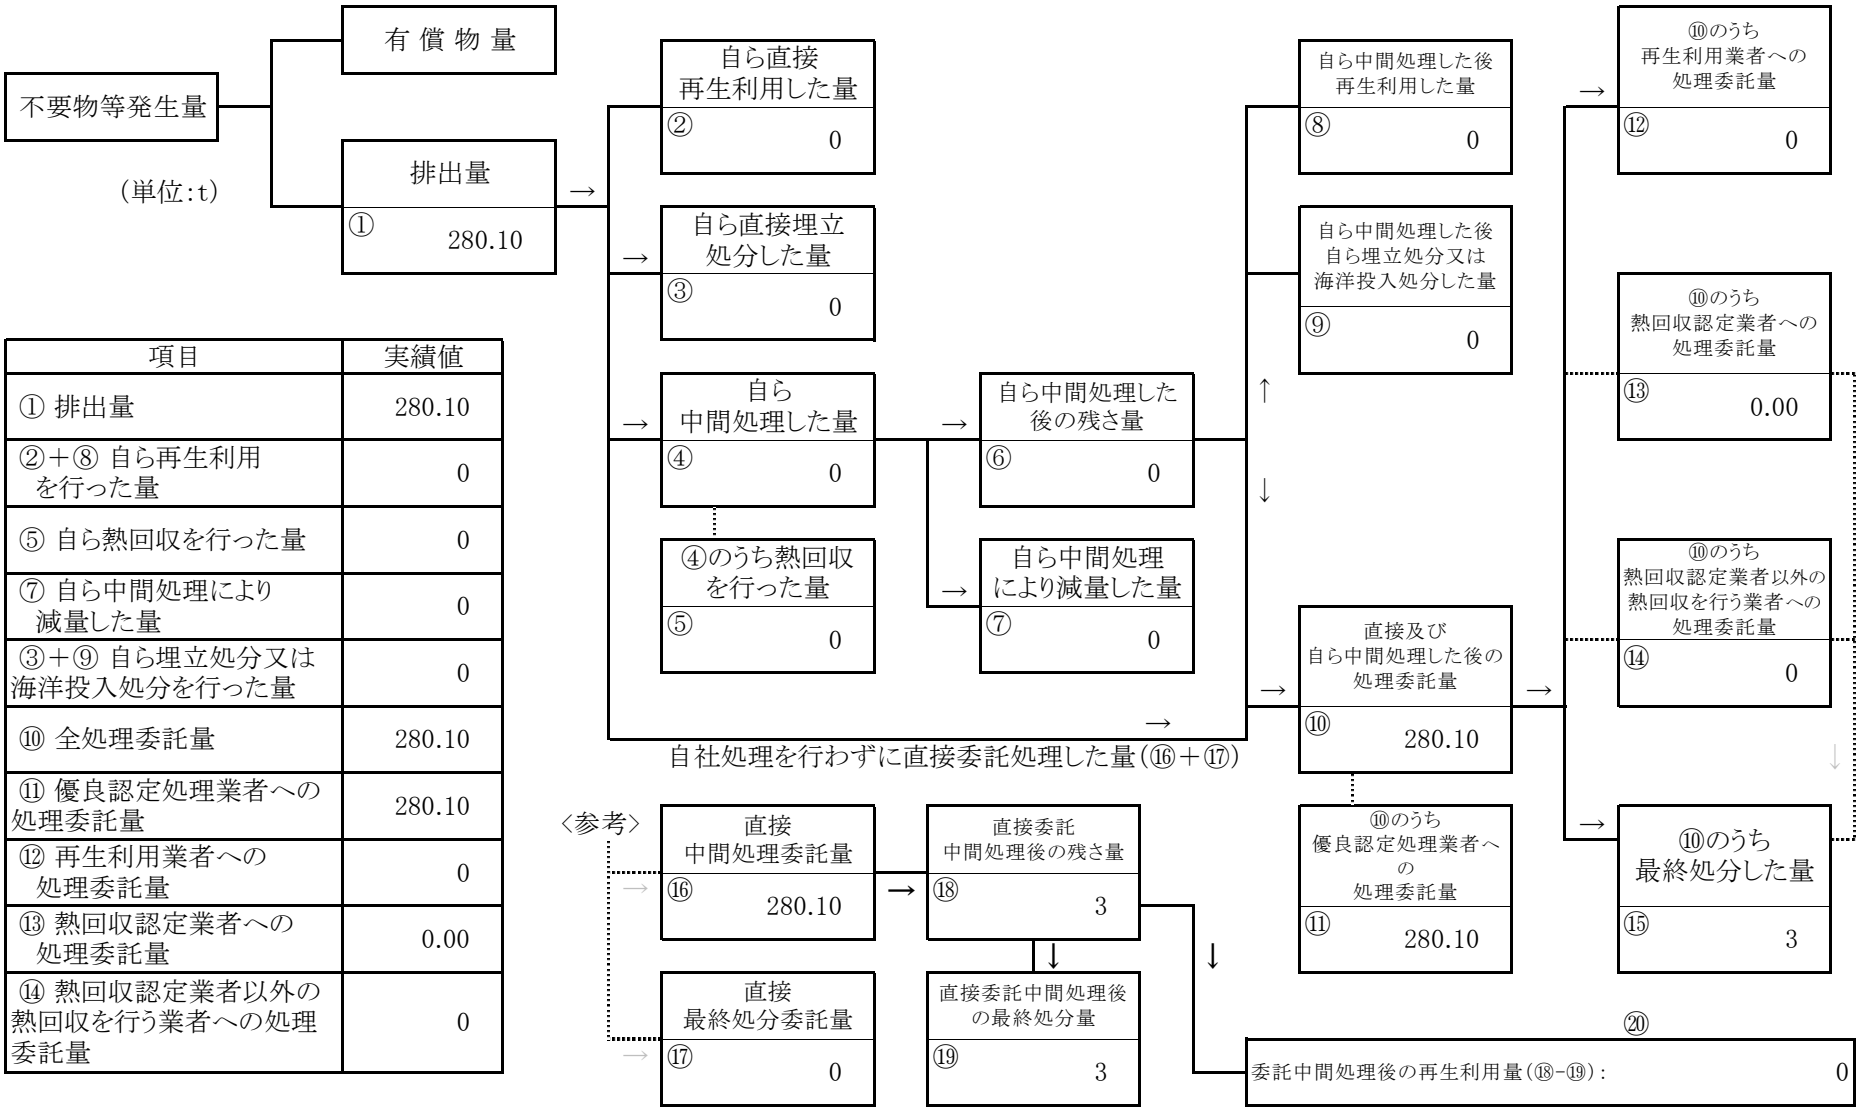 有 償 物 量
不要物等発生量
(単位:t)
排出量
①
280.10
→
自ら直接
再生利用した量
②
0
→
自ら直接埋立
処分した量
③
0
→
自ら
中間処理した量
④
0
④のうち熱回収
を行った量
⑤
0
→
自ら中間処理した
後の残さ量
⑥
0
→
自ら中間処理
により減量した量
⑦
0
↑
↓
自ら中間処理した後
再生利用した量
⑧
0
自ら中間処理した後
自ら埋立処分又は
海洋投入処分した量
⑨
0
→
直接及び
自ら中間処理した後の
処理委託量
⑩
280.10
→
⑩のうち
優良認定処理業者へ
の
処理委託量
⑪
280.10
→
⑩のうち
再生利用業者への
処理委託量
⑫
0
⑩のうち
熱回収認定業者への
処理委託量
⑬
0.00
⑩のうち
熱回収認定業者以外の
熱回収を行う業者への
処理委託量
⑭
0
↓
→
⑩のうち
最終処分した量
⑮
3
→
自社処理を行わずに直接委託処理した量(⑯+⑰)
項目 実績値
① 排出量 280.10
②+⑧ 自ら再生利用
を行った量
0
⑤ 自ら熱回収を行った量 0
⑦ 自ら中間処理により
減量した量
0
③+⑨ 自ら埋立処分又は
海洋投入処分を行った量
0
⑩ 全処理委託量 280.10
⑪ 優良認定処理業者への
処理委託量
280.10
⑫ 再生利用業者への
処理委託量
0
⑬ 熱回収認定業者への
処理委託量
0.00
⑭ 熱回収認定業者以外の
熱回収を行う業者への処理
委託量
0
<参考>
→
直接
中間処理委託量
⑯
280.10
→
直接委託
中間処理後の残さ量
⑱
3
↓
↓
→
直接
最終処分委託量
⑰
0
直接委託中間処理後
の最終処分量
⑲
3
⑳
委託中間処理後の再生利用量(⑱-⑲): 0